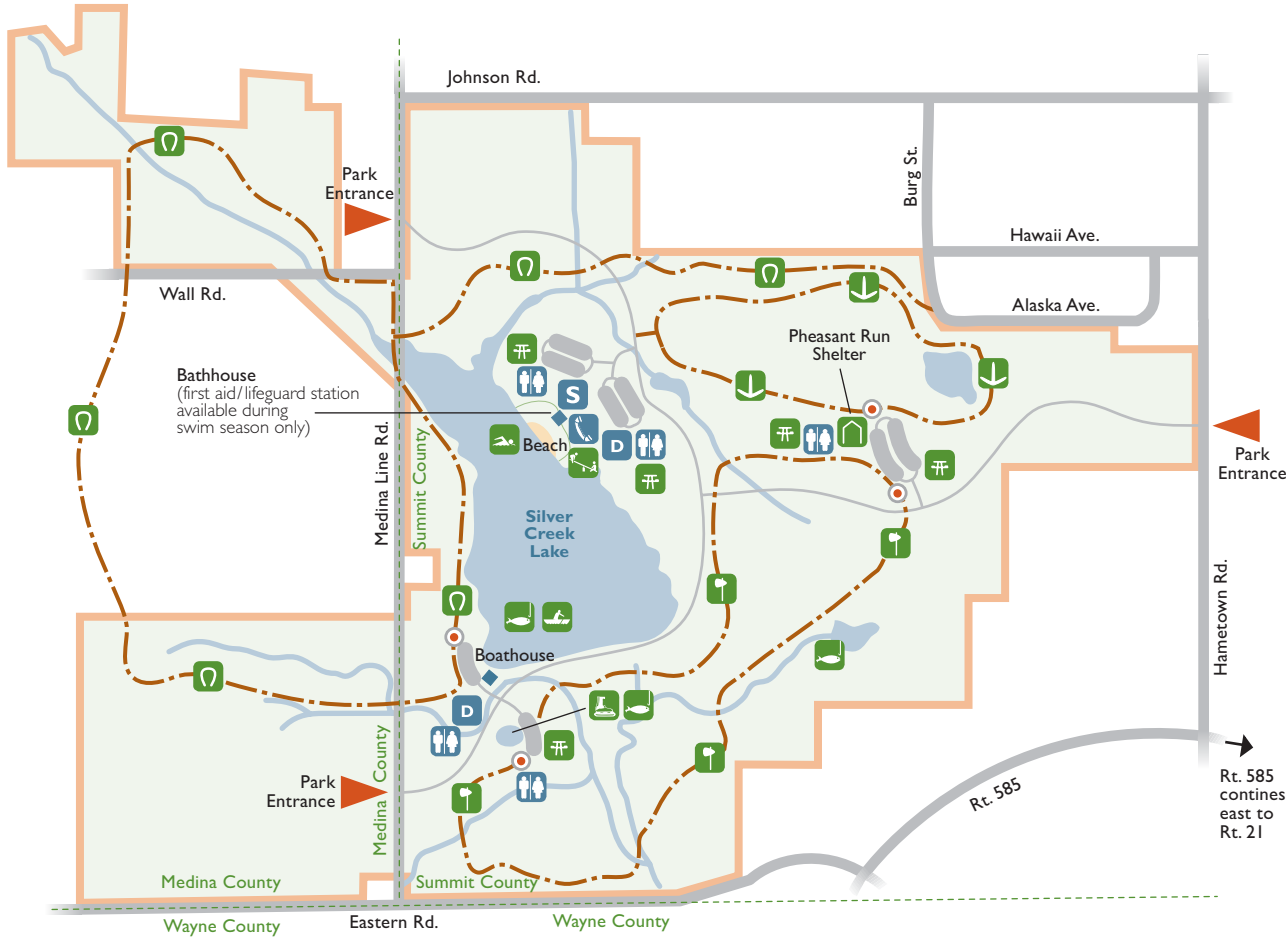 Johnson Rd.
Park
Entrance
Burg St.
Hawaii Ave.
Wall Rd.
Alaska Ave.
Pheasant Run
Shelter
Bathhouse
(first aid/lifeguard station
available during
swim season only)
S
Beach
D
Medina Line Rd.
Summit County
Park
Entrance
Silver
Creek
Lake
Hametown Rd.
Boathouse
D
Medina County
Park
Entrance
Rt. 585
Rt. 585
contines
east to
Rt. 21
Medina County
Summit County
Wayne County
Eastern Rd.
Wayne County